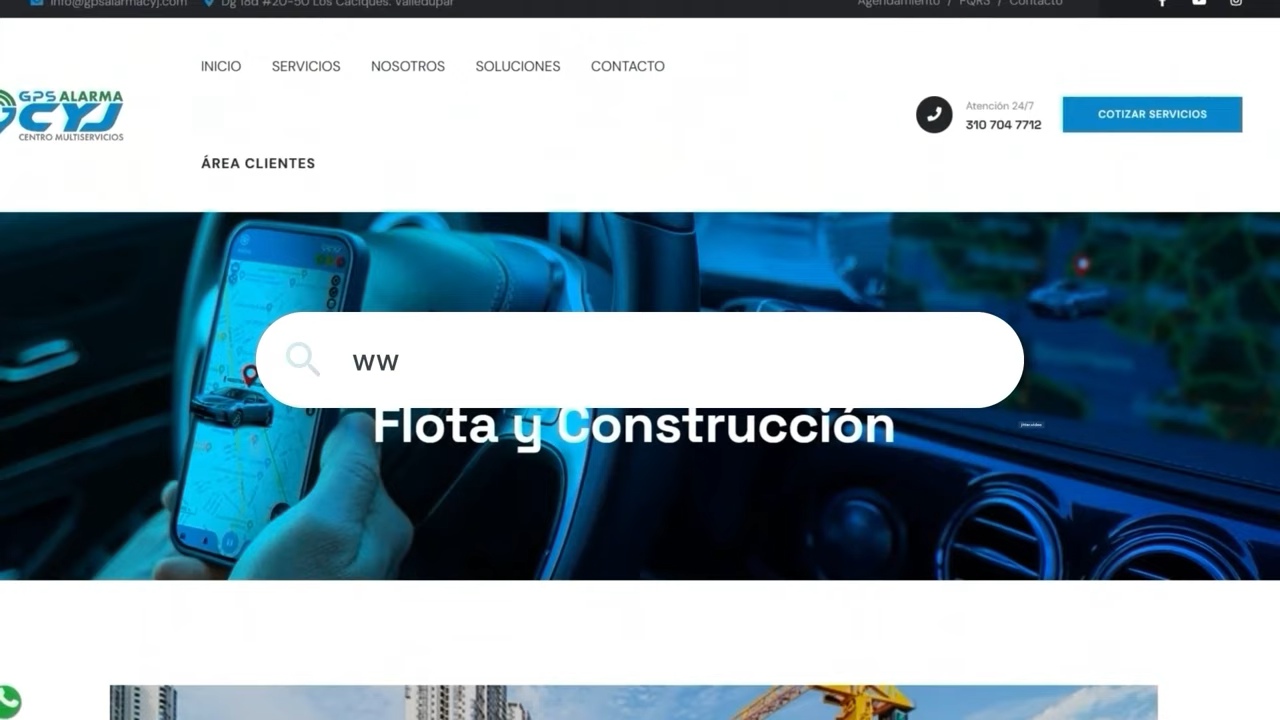 info@gpsalarmacyj.com
Dg 18d #20-50 Los Caciques. Valledupar
Agendamiento / PQRS / Contacto
INICIO
SERVICIOS
NOSOTROS
SOLUCIONES
CONTACTO
GPS ALARMA
CYJ
CENTRO MULTISERVICIOS
Atención 24/7
310 704 7712
COTIZAR SERVICIOS
ÁREA CLIENTES
ww
Flota y Construcción